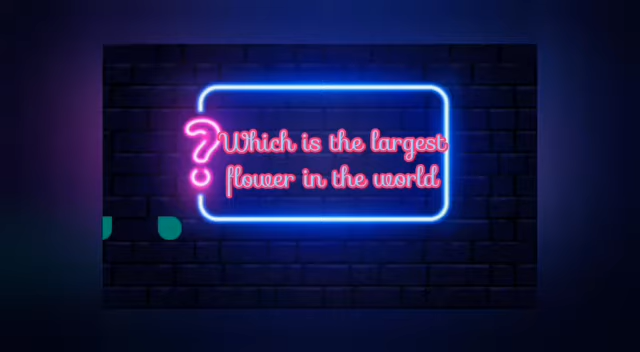 Which is the largest
flower in the world